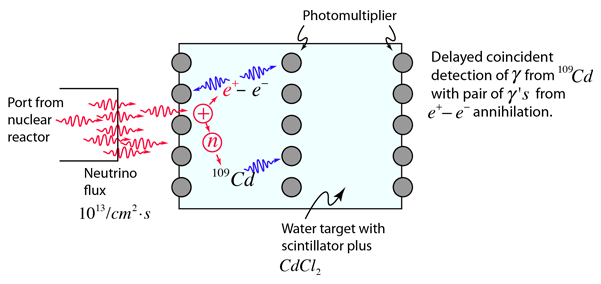 Photomultiplier
Delayed coincident
detection of γ from ¹⁰⁹Cd
with pair of γ's from
e⁺– e⁻ annihilation.
Port from
nuclear
reactor
e⁺– e⁻
+
n
¹⁰⁹Cd
Neutrino
flux
10¹³/cm²·s
Water target with
scintillator plus
CdCl₂